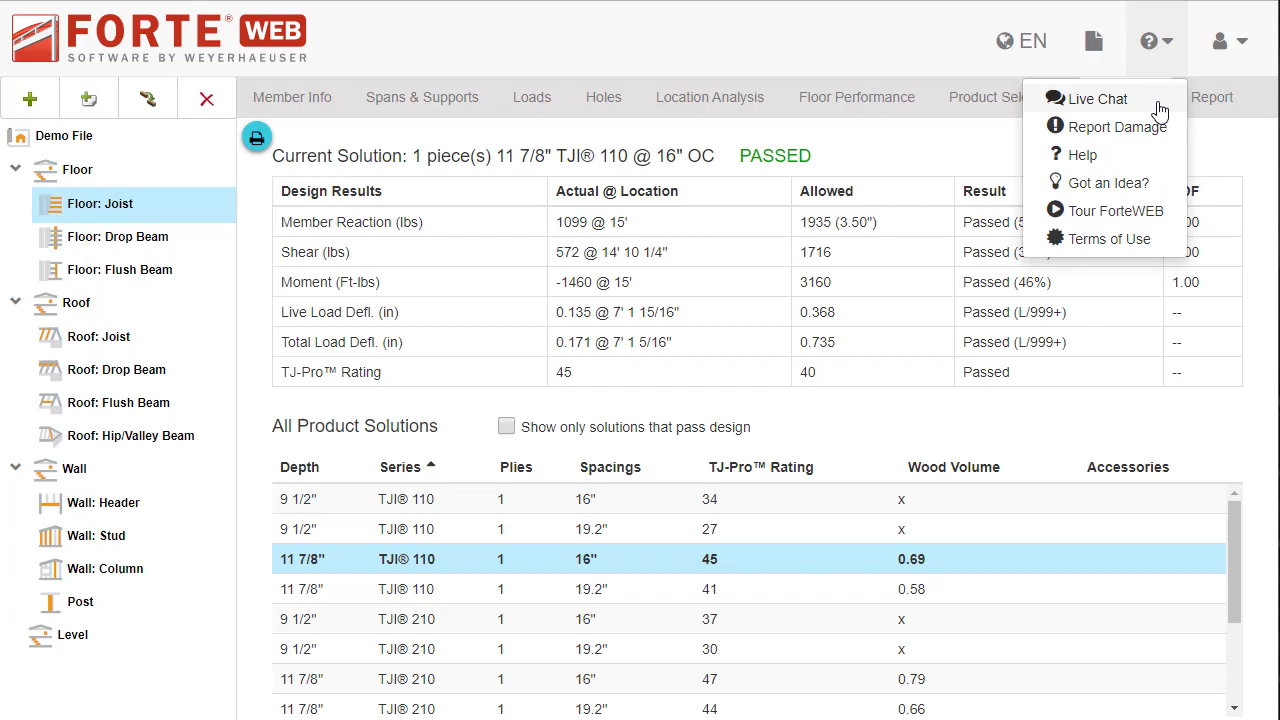 FORTE® WEB
SOFTWARE BY WEYERHAEUSER
EN
Member Info Spans & Supports Loads Holes Location Analysis Floor Performance Product Report
Live Chat
Report Damage
Help
Got an Idea?
Tour ForteWEB
Terms of Use
Demo File
Floor
Floor: Joist
Floor: Drop Beam
Floor: Flush Beam
Roof
Roof: Joist
Roof: Drop Beam
Roof: Flush Beam
Roof: Hip/Valley Beam
Wall
Wall: Header
Wall: Stud
Wall: Column
Post
Level
Current Solution: 1 piece(s) 11 7/8" TJI® 110 @ 16" OC PASSED
Design Results Actual @ Location Allowed Result
Member Reaction (lbs) 1099 @ 15' 1935 (3.50") Passed
Shear (lbs) 572 @ 14' 10 1/4" 1716 Passed
Moment (Ft-lbs) -1460 @ 15' 3160 Passed (46%) 1.00
Live Load Defl. (in) 0.135 @ 7' 1 15/16" 0.368 Passed (L/999+) --
Total Load Defl. (in) 0.171 @ 7' 1 5/16" 0.735 Passed (L/999+) --
TJ-Pro™ Rating 45 40 Passed --
All Product Solutions Show only solutions that pass design
Depth Series Plies Spacings TJ-Pro™ Rating Wood Volume Accessories
9 1/2" TJI® 110 1 16" 34 x
9 1/2" TJI® 110 1 19.2" 27 x
11 7/8" TJI® 110 1 16" 45 0.69
11 7/8" TJI® 110 1 19.2" 41 0.58
9 1/2" TJI® 210 1 16" 37 x
9 1/2" TJI® 210 1 19.2" 30 x
11 7/8" TJI® 210 1 16" 47 0.79
11 7/8" TJI® 210 1 19.2" 44 0.66